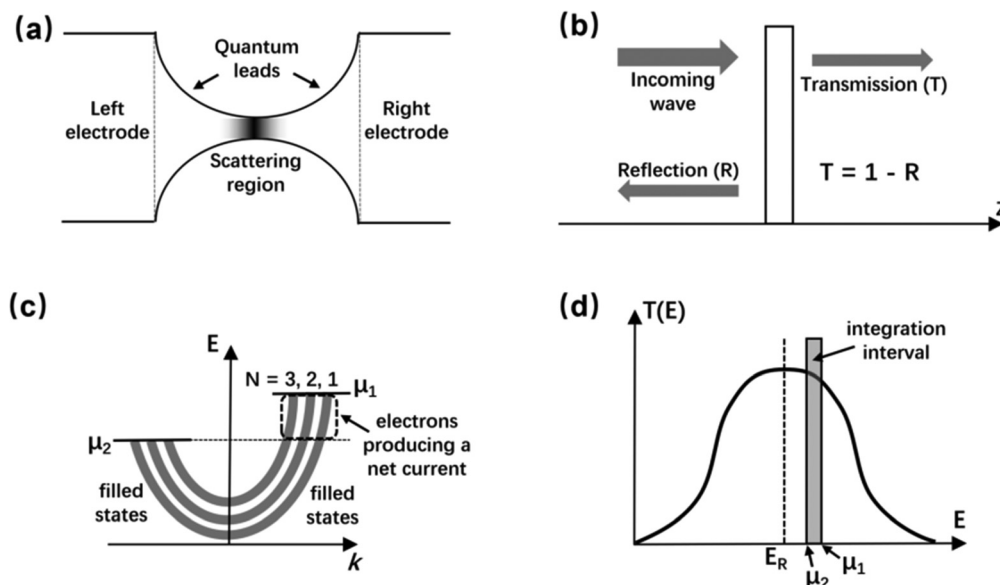 (a)
Quantum
leads
Left
electrode
Right
electrode
Scattering
region
(b)
Incoming
wave
Transmission (T)
Reflection (R)
T = 1 - R
z
(c)
E
N = 3, 2, 1
μ1
μ2
electrons
producing a
net current
filled
states
filled
states
k
(d)
T(E)
integration
interval
E
ER
μ2
μ1